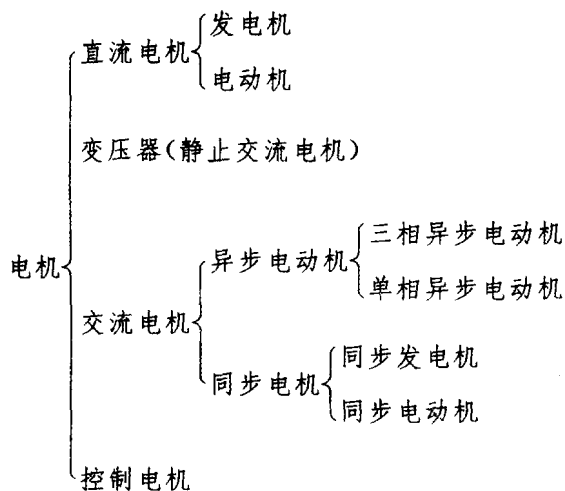 发电机
直流电机
电动机
变压器(静止交流电机)
三相异步电动机
异步电动机
电机
单相异步电动机
交流电机
同步发电机
同步电机
同步电动机
控制电机